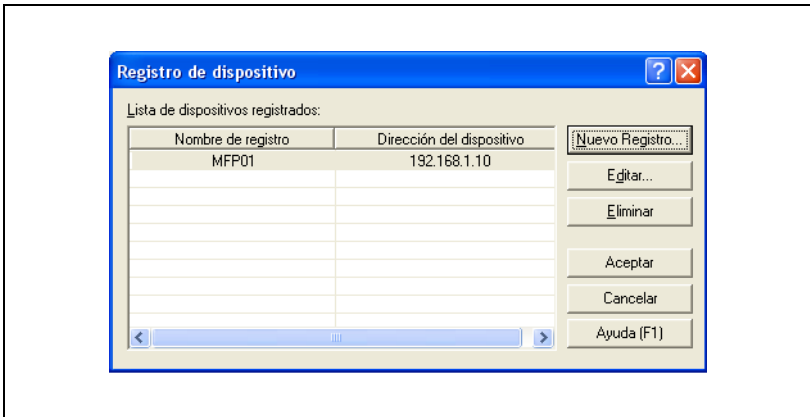 Registro de dispositivo
Lista de dispositivos registrados:
Nombre de registro Dirección del dispositivo
MFP01 192.168.1.10
Nuevo Registro...
Editar...
Eliminar
Aceptar
Cancelar
Ayuda (F1)